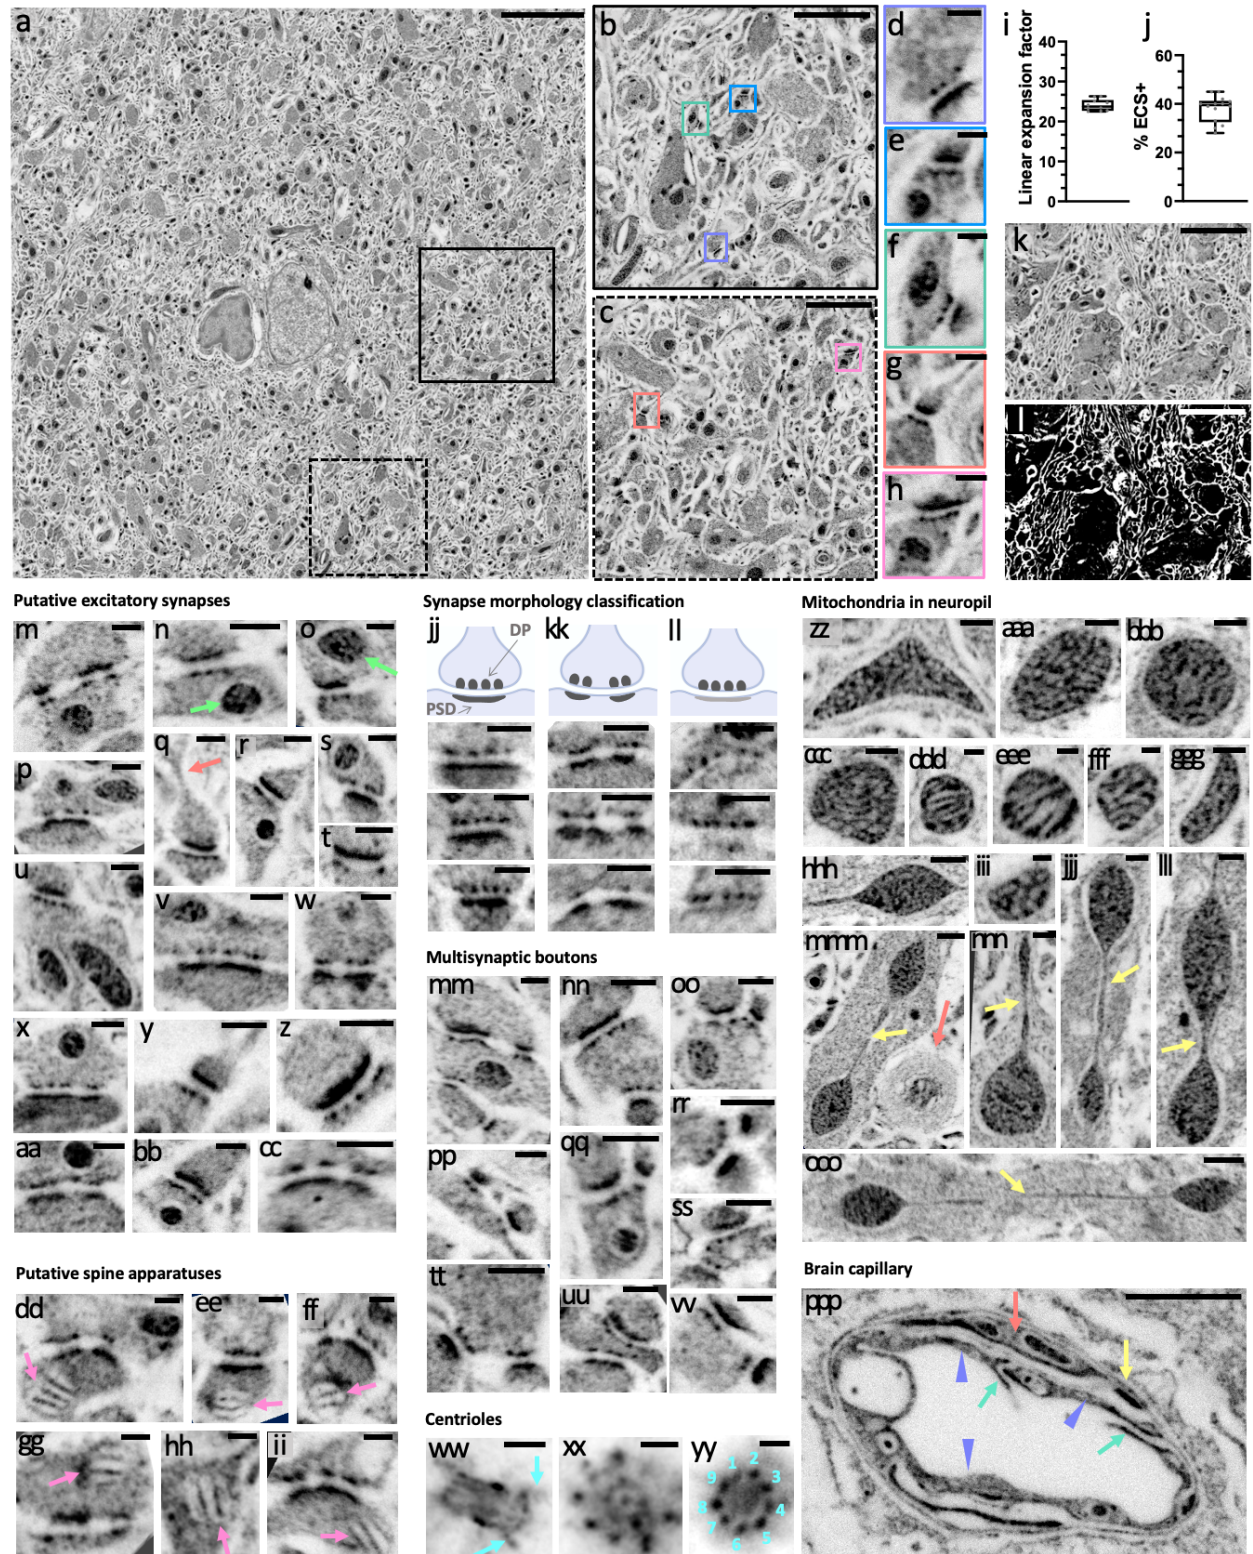 a
b
c
d
e
f
g
h
i
Linear expansion factor
40
30
20
10
0
j
% ECS+
60
40
20
0
k
l
Putative excitatory synapses
m
n
o
p
q
r
s
t
u
v
w
x
y
z
aa
bb
cc
Putative spine apparatuses
dd
ee
ff
gg
hh
ii
Synapse morphology classification
jj
kk
ll
DP
PSD
Multisynaptic boutons
mm
nn
oo
pp
qq
rr
ss
tt
uu
vv
Centrioles
ww
xx
yy
1
2
3
4
5
6
7
8
9
Mitochondria in neuropil
zz
aaa
bbb
ccc
ddd
eee
fff
ggg
hhh
iii
jjj
lll
mmm
nnn
ooo
Brain capillary
ppp